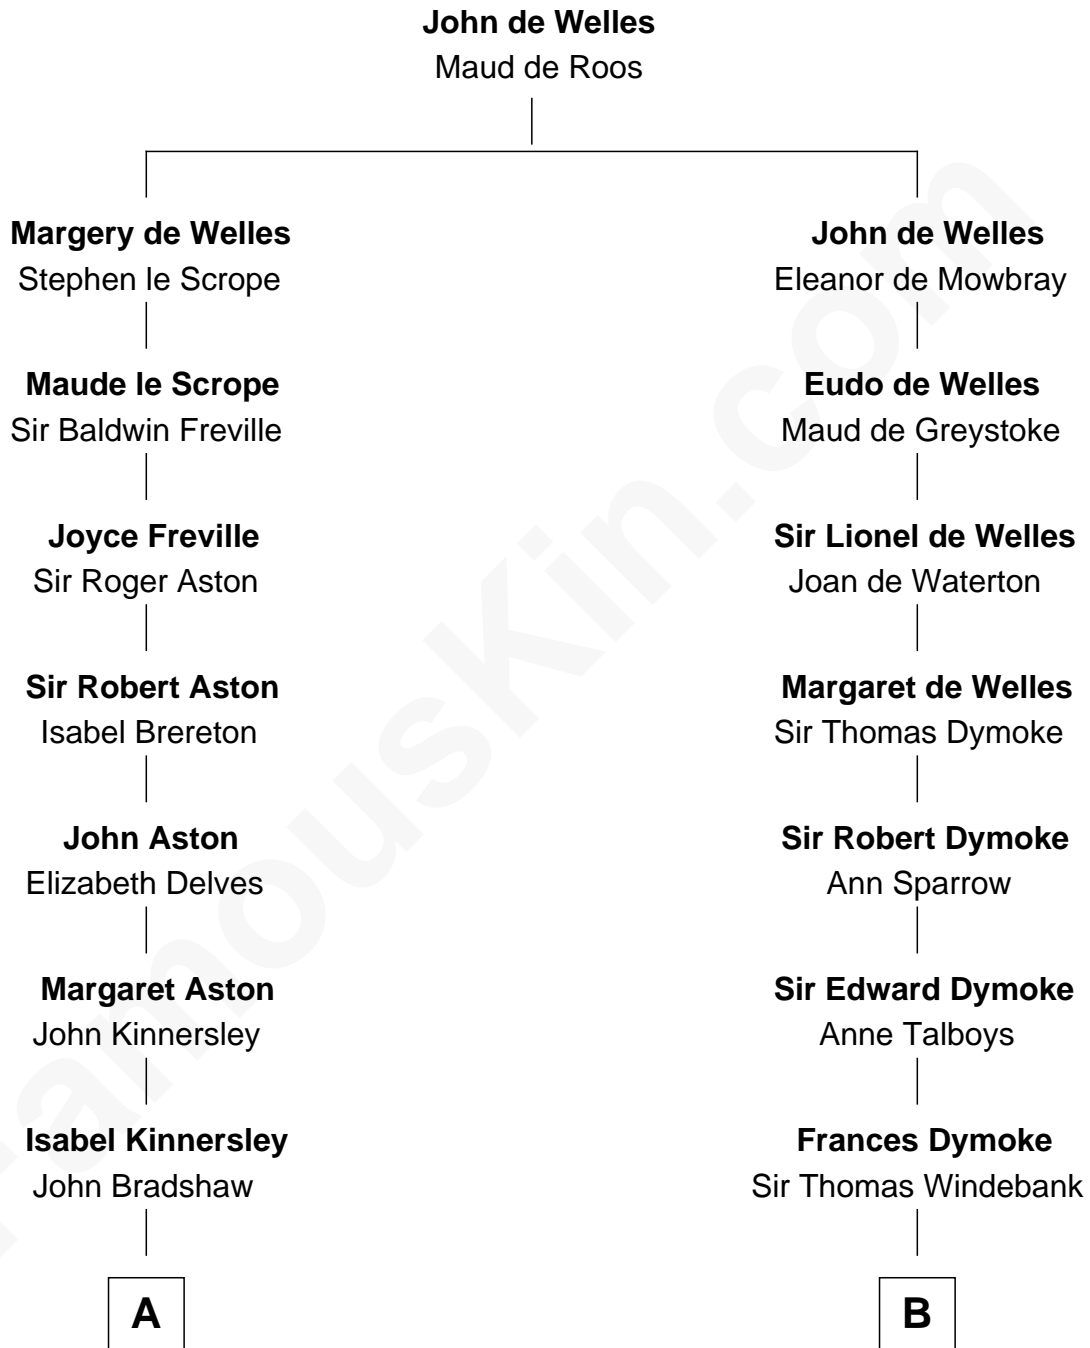 John de Welles
Maud de Roos
Margery de Welles
Stephen le Scrope
John de Welles
Eleanor de Mowbray
Maude le Scrope
Sir Baldwin Freville
Eudo de Welles
Maud de Greystoke
Joyce Freville
Sir Roger Aston
Sir Lionel de Welles
Joan de Waterton
Sir Robert Aston
Isabel Brereton
Margaret de Welles
Sir Thomas Dymoke
John Aston
Elizabeth Delves
Sir Robert Dymoke
Ann Sparrow
Margaret Aston
John Kinnersley
Sir Edward Dymoke
Anne Talboys
Isabel Kinnersley
John Bradshaw
Frances Dymoke
Sir Thomas Windebank
A
B
FamousKin.com